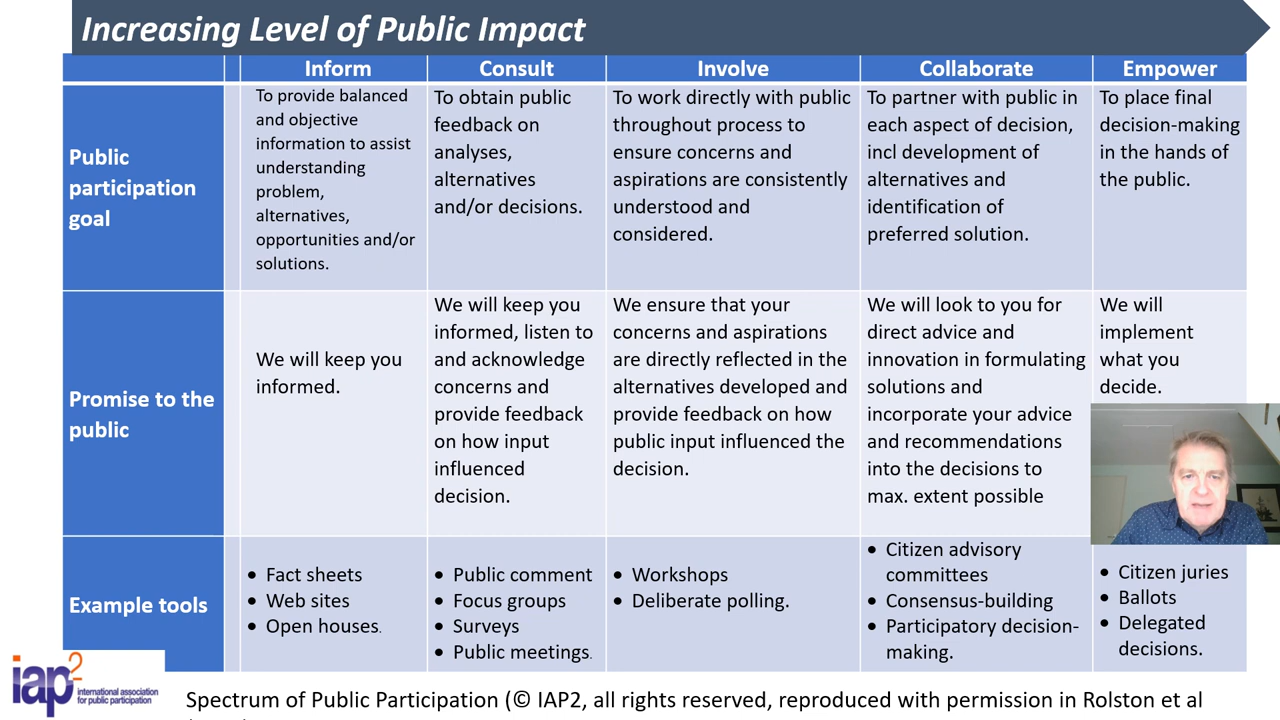 Increasing Level of Public Impact
Inform
Consult
Involve
Collaborate
Empower
Public
participation
goal
To provide balanced
and objective
information to assist
understanding
problem,
alternatives,
opportunities and/or
solutions.
To obtain public
feedback on
analyses,
alternatives
and/or decisions.
To work directly with public
throughout process to
ensure concerns and
aspirations are consistently
understood and
considered.
To partner with public in
each aspect of decision,
incl development of
alternatives and
identification of
preferred solution.
To place final
decision-making
in the hands of
the public.
Promise to the
public
We will keep you
informed.
We will keep you
informed, listen to
and acknowledge
concerns and
provide feedback
on how input
influenced
decision.
We ensure that your
concerns and aspirations
are directly reflected in the
alternatives developed and
provide feedback on how
public input influenced the
decision.
We will look to you for
direct advice and
innovation in formulating
solutions and
incorporate your advice
and recommendations
into the decisions to
max. extent possible
We will
implement
what you
decide.
Example tools
• Fact sheets
• Web sites
• Open houses.
• Public comment
• Focus groups
• Surveys
• Public meetings.
• Workshops
• Deliberate polling.
• Citizen advisory
committees
• Consensus-building
• Participatory decision-
making.
• Citizen juries
• Ballots
• Delegated
decisions.
iap2
international association
for public participation
Spectrum of Public Participation (© IAP2, all rights reserved, reproduced with permission in Rolston et al